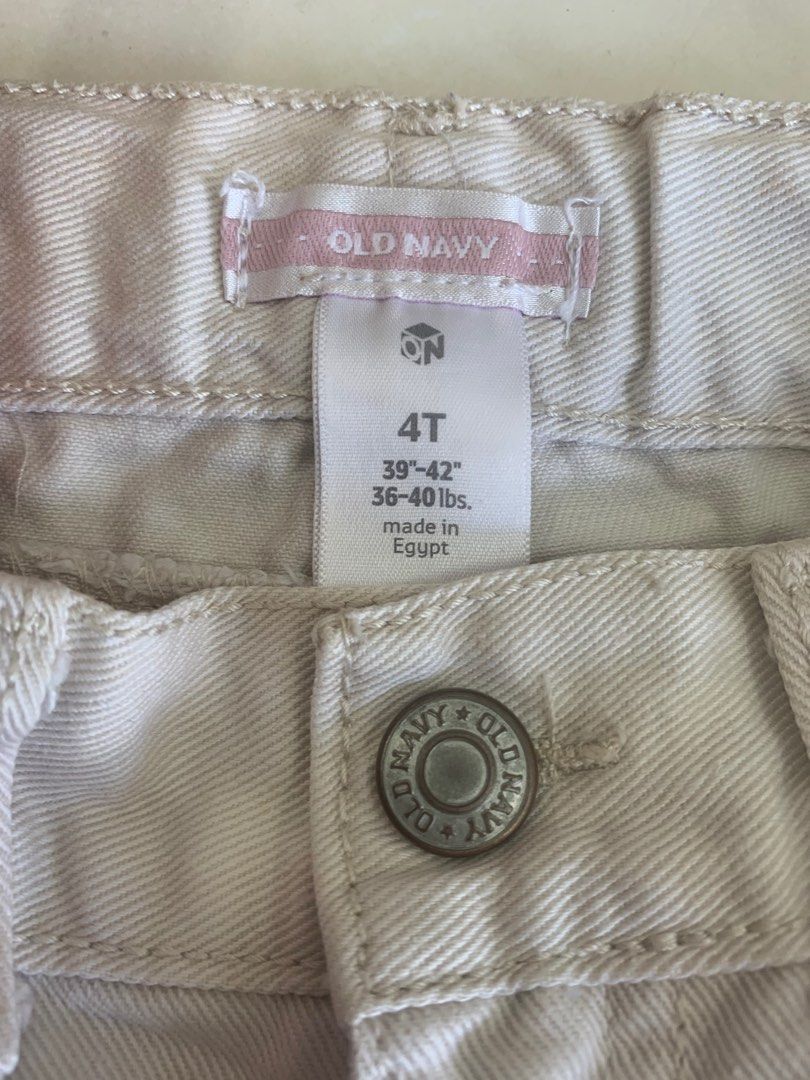 OLD NAVY
ON
4T
39"-42"
36-40 lbs.
made in
Egypt
OLD NAVY ★ OLD NAVY ★